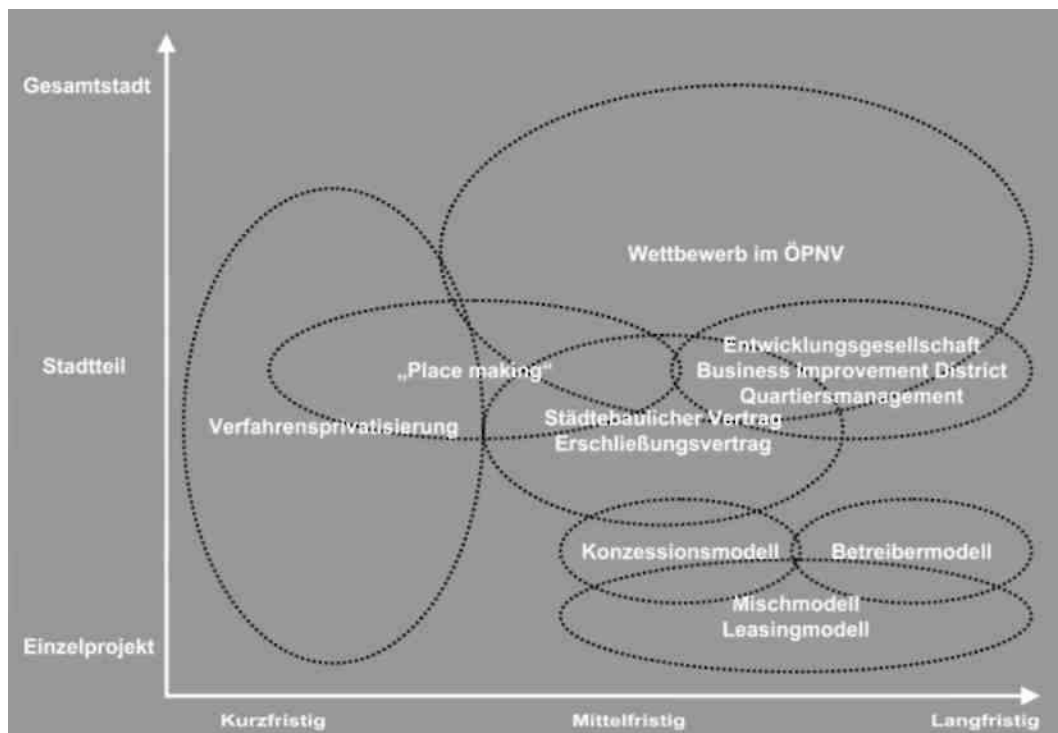 Gesamtstadt
Wettbewerb im ÖPNV
Stadtteil
„Place making“
Entwicklungsgesellschaft
Business Improvement District
Quartiersmanagement
Verfahrensprivatisierung
Städtebaulicher Vertrag
Erschließungsvertrag
Konzessionsmodell
Betreibermodell
Mischmodell
Leasingmodell
Einzelprojekt
Kurzfristig
Mittelfristig
Langfristig